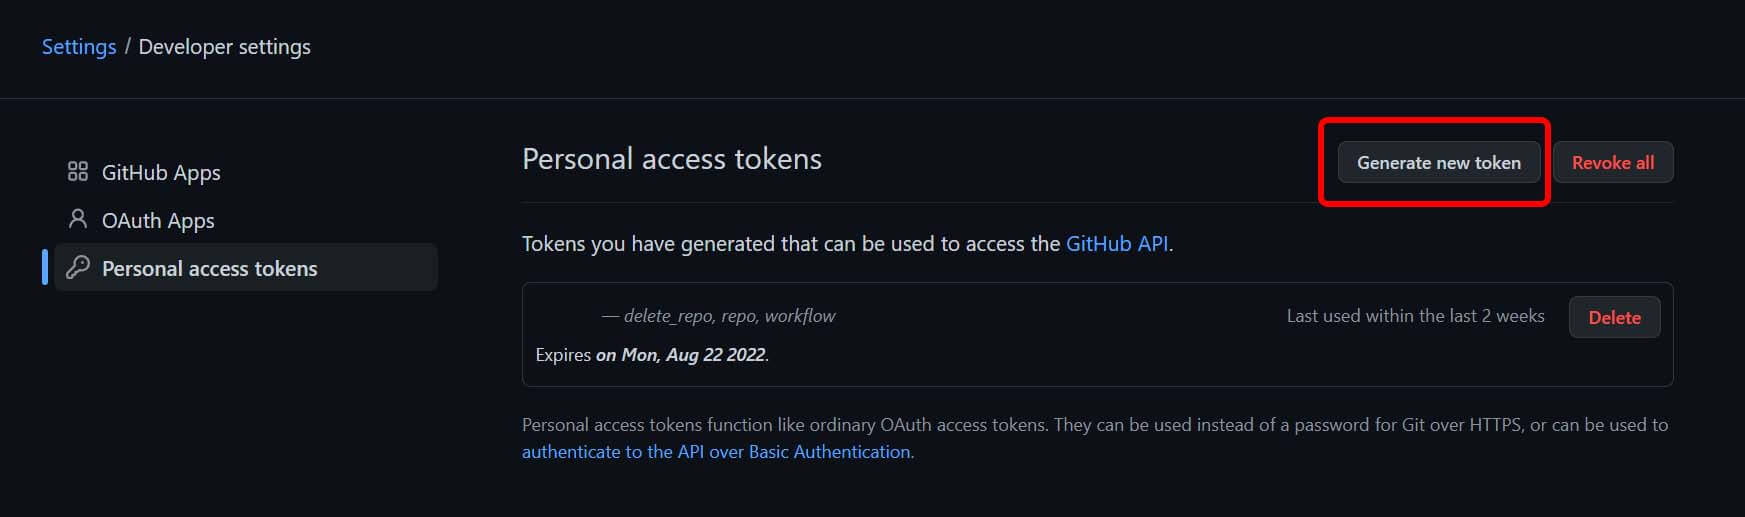 Settings / Developer settings
GitHub Apps
OAuth Apps
Personal access tokens
Personal access tokens
Generate new token
Revoke all
Tokens you have generated that can be used to access the GitHub API.
— delete_repo, repo, workflow
Last used within the last 2 weeks
Delete
Expires on Mon, Aug 22 2022.
Personal access tokens function like ordinary OAuth access tokens. They can be used instead of a password for Git over HTTPS, or can be used to
authenticate to the API over Basic Authentication.